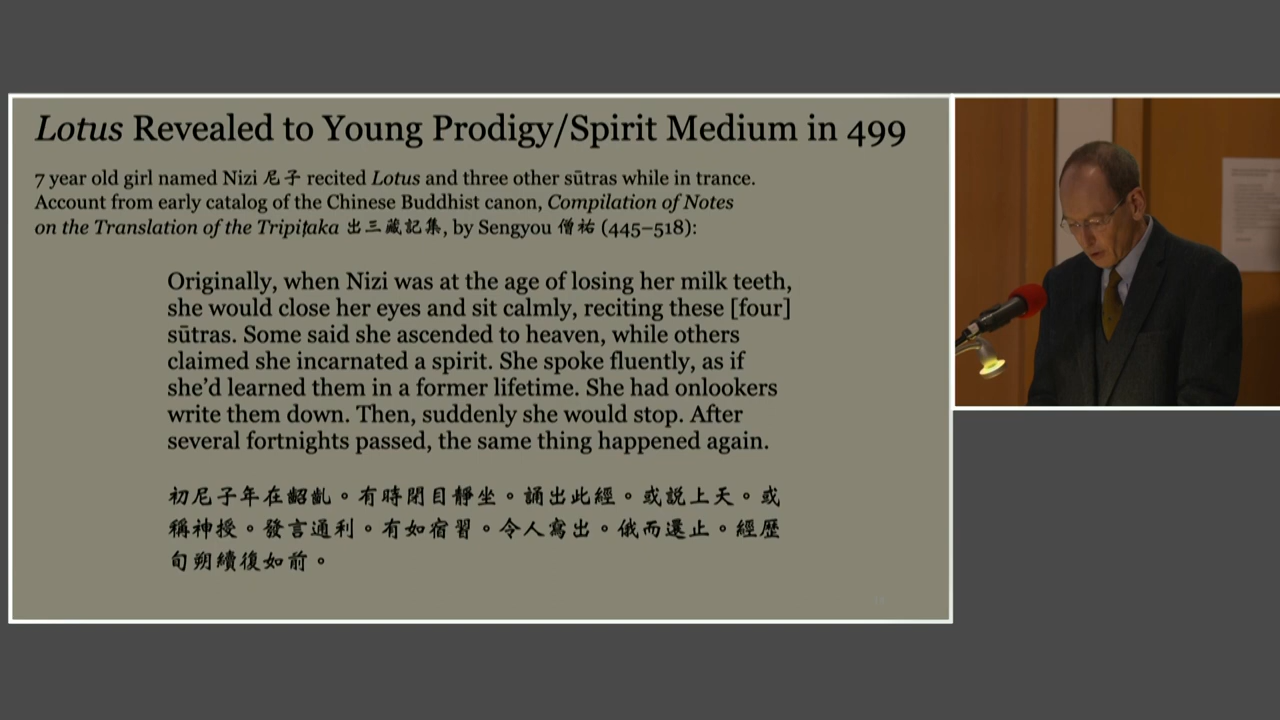 Lotus Revealed to Young Prodigy/Spirit Medium in 499
7 year old girl named Nizi 尼子 recited Lotus and three other sūtras while in trance.
Account from early catalog of the Chinese Buddhist canon, Compilation of Notes
on the Translation of the Tripiṭaka 出三藏記集, by Sengyou 僧祐 (445–518):
Originally, when Nizi was at the age of losing her milk teeth,
she would close her eyes and sit calmly, reciting these [four]
sūtras. Some said she ascended to heaven, while others
claimed she incarnated a spirit. She spoke fluently, as if
she’d learned them in a former lifetime. She had onlookers
write them down. Then, suddenly she would stop. After
several fortnights passed, the same thing happened again.
初尼子年在齠齓。有時閉目靜坐。誦出此經。或說上天。或
稱神授。發言通利。有如宿習。令人寫出。俄而還止。經歷
旬朔續復如前。